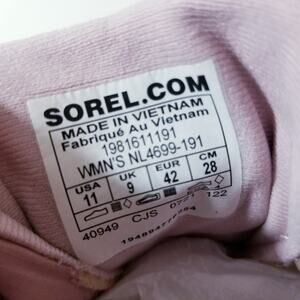 SOREL.COM
MADE IN VIETNAM
Fabriqué Au Vietnam
1981611191
WMN'S NL4699-191
USA UK EUR CM
11 9 42 28
40949 CJS